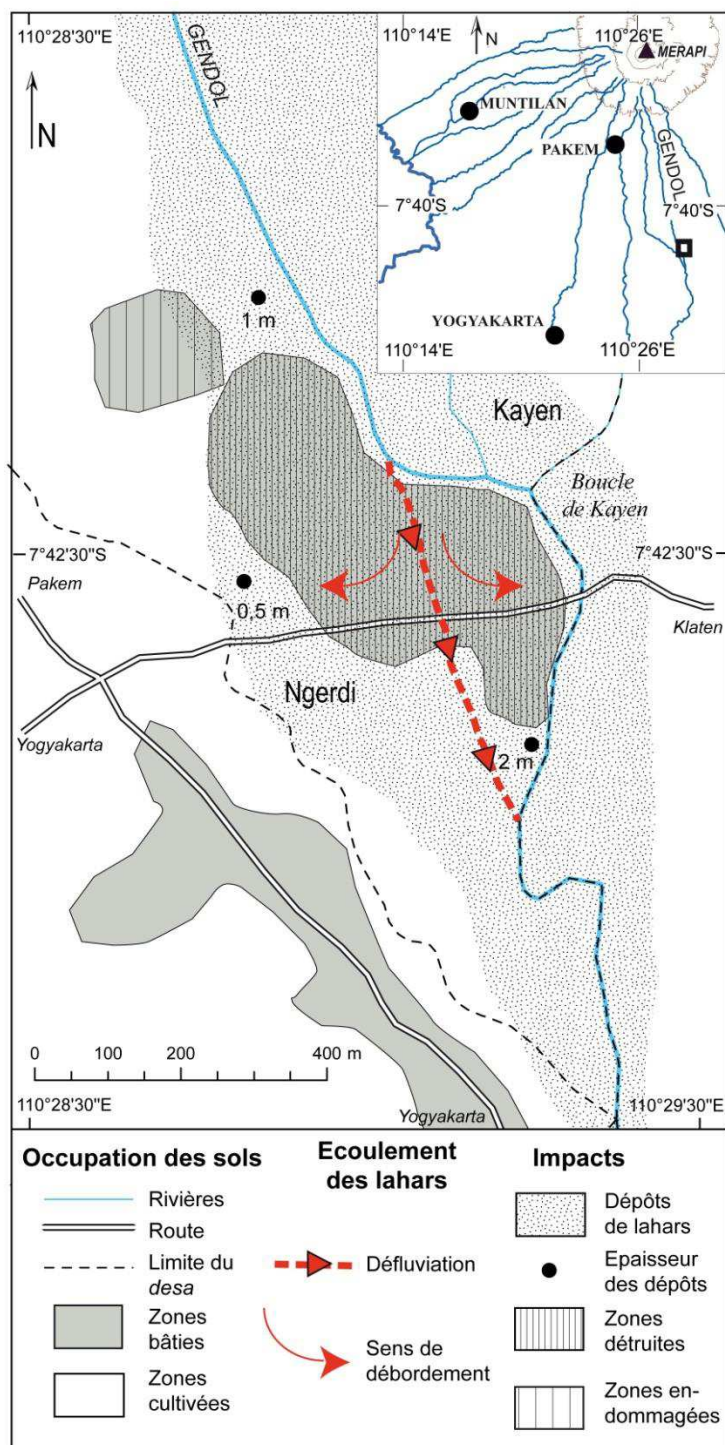 110°28'30"E
GENDOL
N
110°14'E
N
110°26'E
MERAPI
MUNTILAN
PAKEM
GENDOL
7°40'S
7°40'S
YOGYAKARTA
110°14'E
110°26'E
1 m
Kayen
Boucle
de Kayen
7°42'30"S
7°42'30"S
Pakem
0,5 m
Klaten
Ngerdi
Yogyakarta
2 m
0 100 200 400 m
110°28'30"E
Yogyakarta
110°29'30"E
Occupation des sols
Rivières
Route
Limite du
desa
Zones
bâties
Zones
cultivées
Ecoulement
des lahars
Défluviation
Sens de
débordement
Impacts
Dépôts
de lahars
Epaisseur
des dépôts
Zones
détruites
Zones en-
dommagées